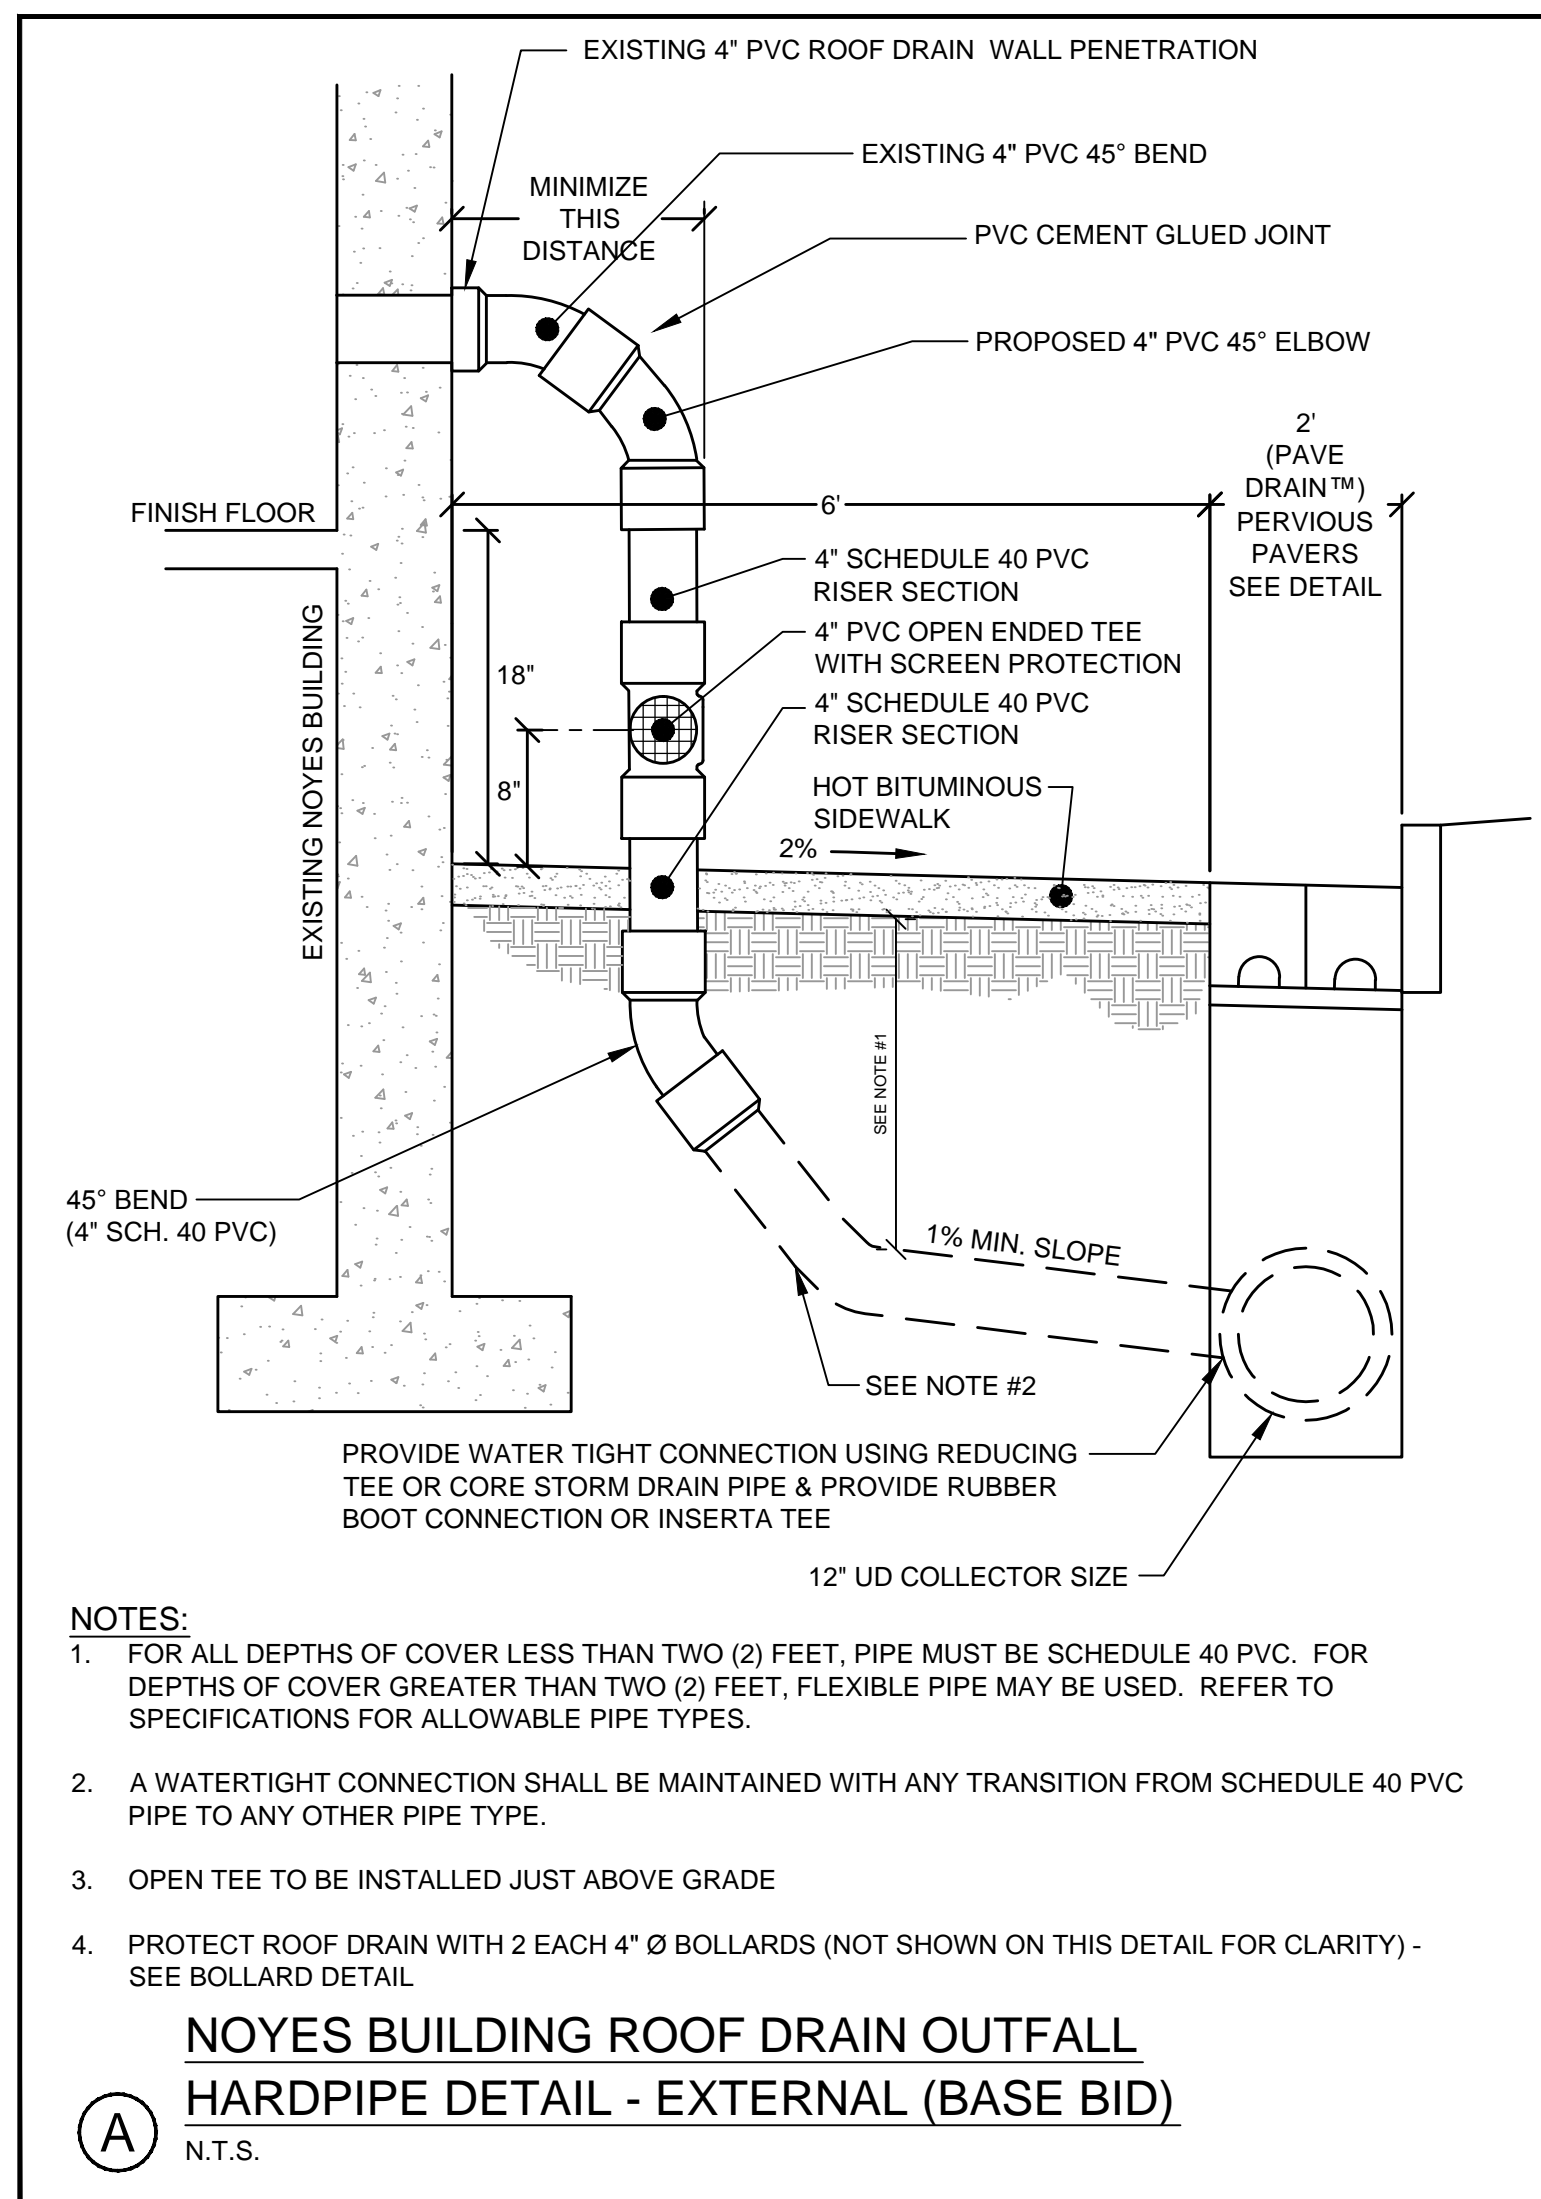 EXISTING 4" PVC ROOF DRAIN  WALL PENETRATION
EXISTING 4" PVC 45° BEND
MINIMIZE
THIS
DISTANCE
PVC CEMENT GLUED JOINT
PROPOSED 4" PVC 45° ELBOW
2'
(PAVE
DRAIN™)
PERVIOUS
PAVERS
SEE DETAIL
6'
FINISH FLOOR
4" SCHEDULE 40 PVC
RISER SECTION
4" PVC OPEN ENDED TEE
WITH SCREEN PROTECTION
4" SCHEDULE 40 PVC
RISER SECTION
EXISTING NOYES BUILDING
18"
8"
HOT BITUMINOUS
SIDEWALK
2%
SEE NOTE #1
45° BEND
(4" SCH. 40 PVC)
1% MIN. SLOPE
SEE NOTE #2
PROVIDE WATER TIGHT CONNECTION USING REDUCING
TEE OR CORE STORM DRAIN PIPE & PROVIDE RUBBER
BOOT CONNECTION OR INSERTA TEE
12" UD COLLECTOR SIZE
NOTES:
1. FOR ALL DEPTHS OF COVER LESS THAN TWO (2) FEET, PIPE MUST BE SCHEDULE 40 PVC. FOR
DEPTHS OF COVER GREATER THAN TWO (2) FEET, FLEXIBLE PIPE MAY BE USED. REFER TO
SPECIFICATIONS FOR ALLOWABLE PIPE TYPES.
2. A WATERTIGHT CONNECTION SHALL BE MAINTAINED WITH ANY TRANSITION FROM SCHEDULE 40 PVC
PIPE TO ANY OTHER PIPE TYPE.
3. OPEN TEE TO BE INSTALLED JUST ABOVE GRADE
4. PROTECT ROOF DRAIN WITH 2 EACH 4" Ø BOLLARDS (NOT SHOWN ON THIS DETAIL FOR CLARITY) -
SEE BOLLARD DETAIL
NOYES BUILDING ROOF DRAIN OUTFALL
HARDPIPE DETAIL - EXTERNAL (BASE BID)
A
N.T.S.